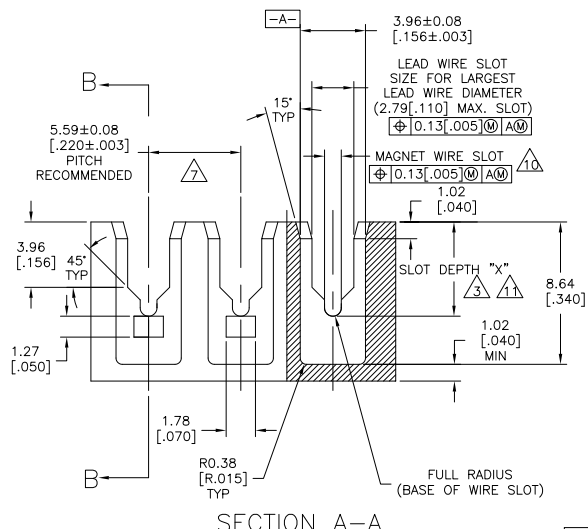 -A-
3.96±0.08
[.156±.003]
B
LEAD WIRE SLOT
SIZE FOR LARGEST
LEAD WIRE DIAMETER
(2.79[.110] MAX. SLOT)
⌖ 0.13[.005]Ⓜ AⓂ
15°
TYP
5.59±0.08
[.220±.003]
PITCH
RECOMMENDED
7
MAGNET WIRE SLOT
10
⌖ 0.13[.005]Ⓜ AⓂ
1.02
[.040]
3.96
[.156]
45°
TYP
SLOT DEPTH "X"
3
11
8.64
[.340]
1.27
[.050]
1.02
[.040]
MIN
1.78
[.070]
B
R0.38
[R.015]
TYP
FULL RADIUS
(BASE OF WIRE SLOT)
SECTION A-A